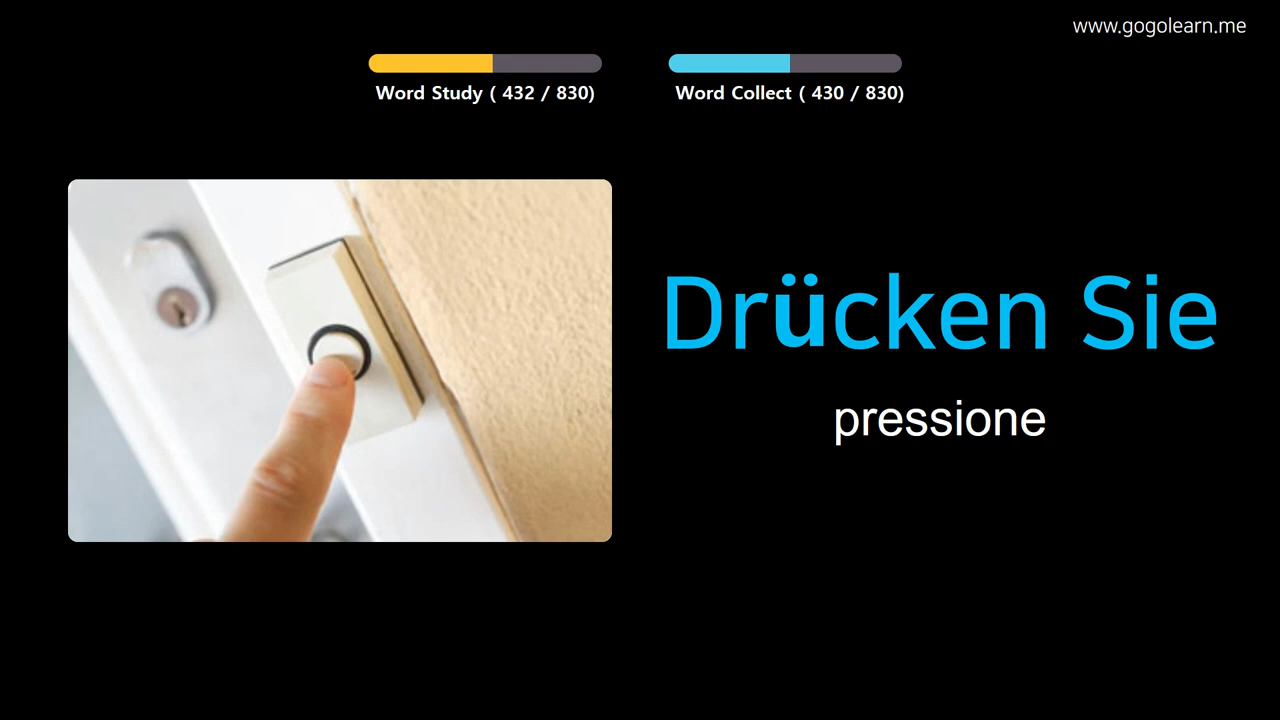 www.gogolearn.me
Word Study ( 432 / 830)
Word Collect ( 430 / 830)
Drücken Sie
pressione